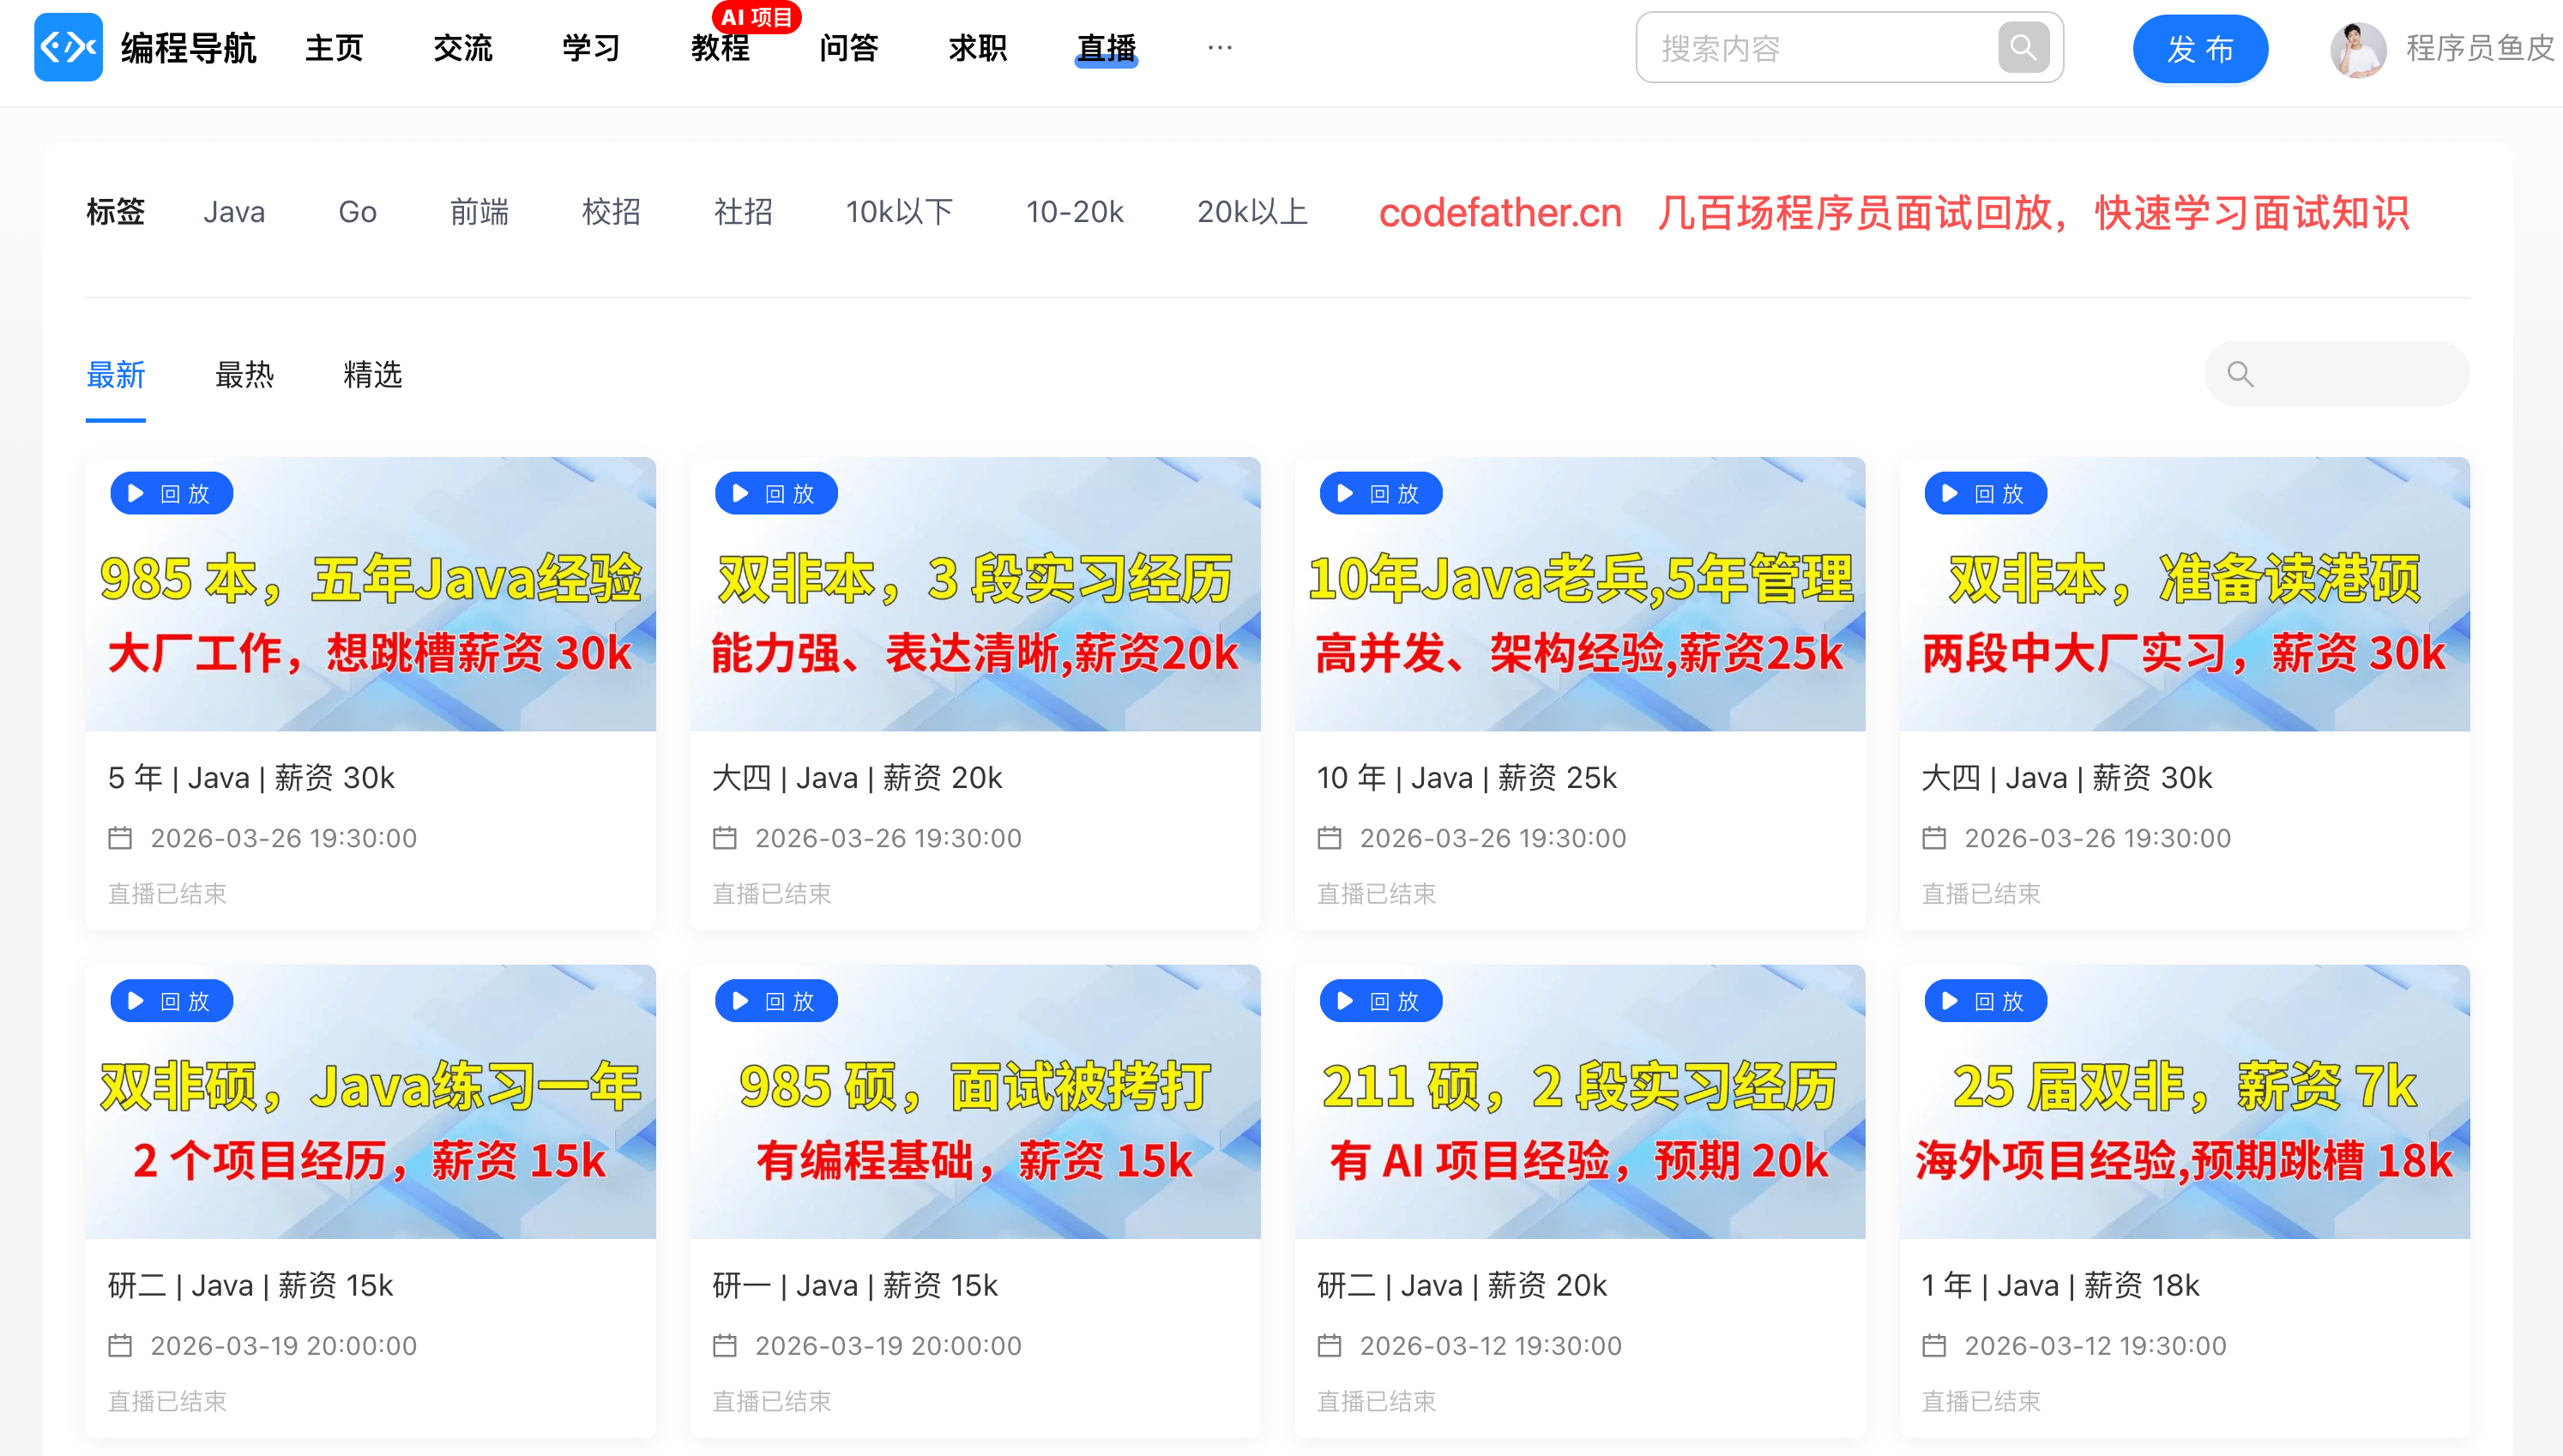 编程导航 主页 交流 学习 教程 AI 项目 问答 求职 直播 ··· 搜索内容 发 布 程序员鱼皮
标签 Java Go 前端 校招 社招 10k以下 10-20k 20k以上 codefather.cn 几百场程序员面试回放，快速学习面试知识
最新 最热 精选
回 放
985 本，五年Java经验
大厂工作，想跳槽薪资 30k
5 年 | Java | 薪资 30k
2026-03-26 19:30:00
直播已结束
回 放
双非本，3 段实习经历
能力强、表达清晰,薪资20k
大四 | Java | 薪资 20k
2026-03-26 19:30:00
直播已结束
回 放
10年Java老兵,5年管理
高并发、架构经验,薪资25k
10 年 | Java | 薪资 25k
2026-03-26 19:30:00
直播已结束
回 放
双非本，准备读港硕
两段中大厂实习，薪资 30k
大四 | Java | 薪资 30k
2026-03-26 19:30:00
直播已结束
回 放
双非硕，Java练习一年
2 个项目经历，薪资 15k
研二 | Java | 薪资 15k
2026-03-19 20:00:00
直播已结束
回 放
985 硕，面试被拷打
有编程基础，薪资 15k
研一 | Java | 薪资 15k
2026-03-19 20:00:00
直播已结束
回 放
211 硕，2 段实习经历
有 AI 项目经验，预期 20k
研二 | Java | 薪资 20k
2026-03-12 19:30:00
直播已结束
回 放
25 届双非，薪资 7k
海外项目经验,预期跳槽 18k
1 年 | Java | 薪资 18k
2026-03-12 19:30:00
直播已结束